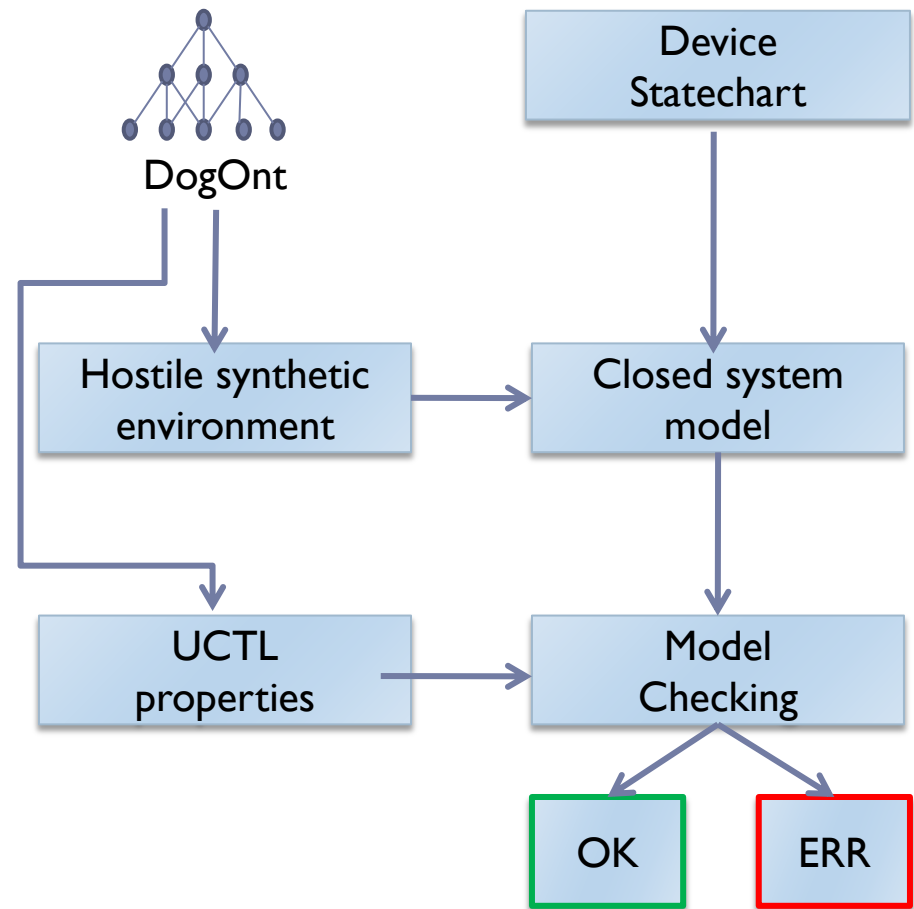 Device
Statechart
DogOnt
Hostile synthetic
environment
Closed system
model
UCTL
properties
Model
Checking
OK
ERR